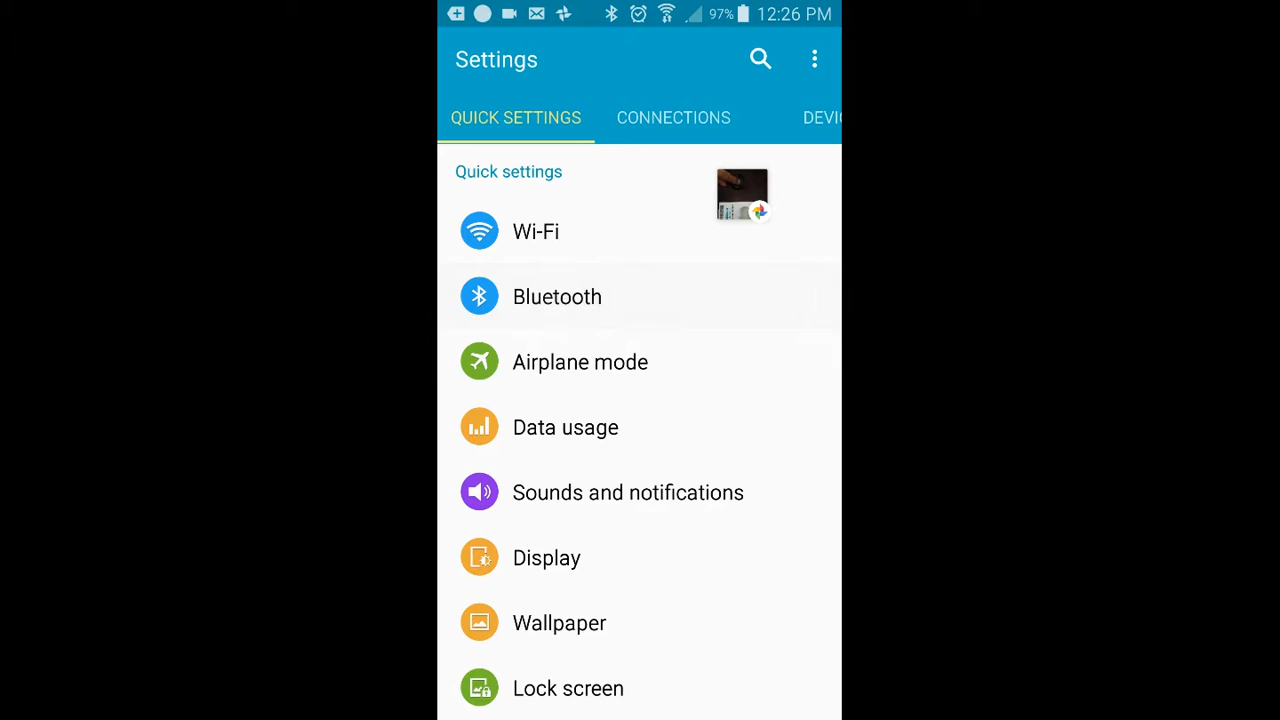 97% 12:26 PM
Settings
QUICK SETTINGS CONNECTIONS DEVI
Quick settings
Wi-Fi
Bluetooth
Airplane mode
Data usage
Sounds and notifications
Display
Wallpaper
Lock screen